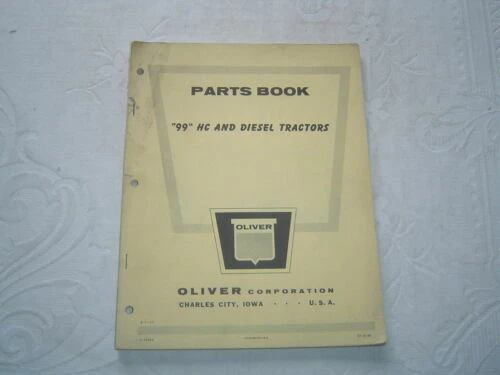 PARTS BOOK
"99" HC AND DIESEL TRACTORS
OLIVER
OLIVER CORPORATION
CHARLES CITY, IOWA · · · U.S.A.